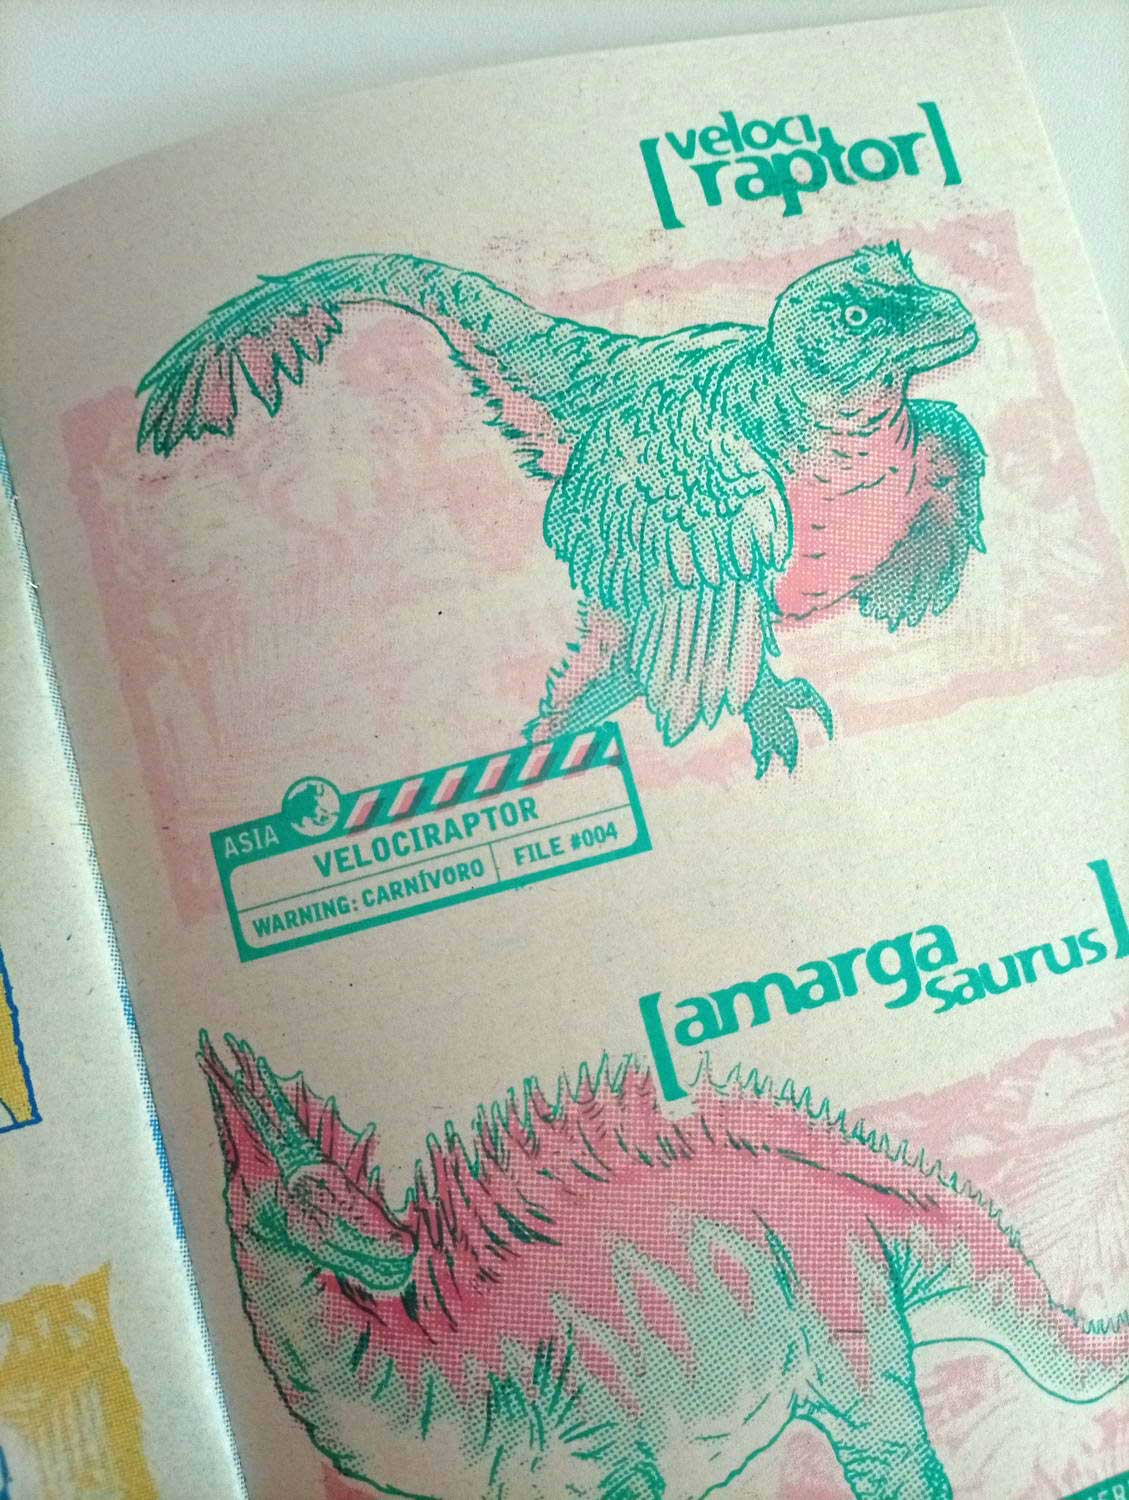 [veloci
raptor]
ASIA
VELOCIRAPTOR
WARNING: CARNÍVORO
FILE #004
[amarga
saurus]